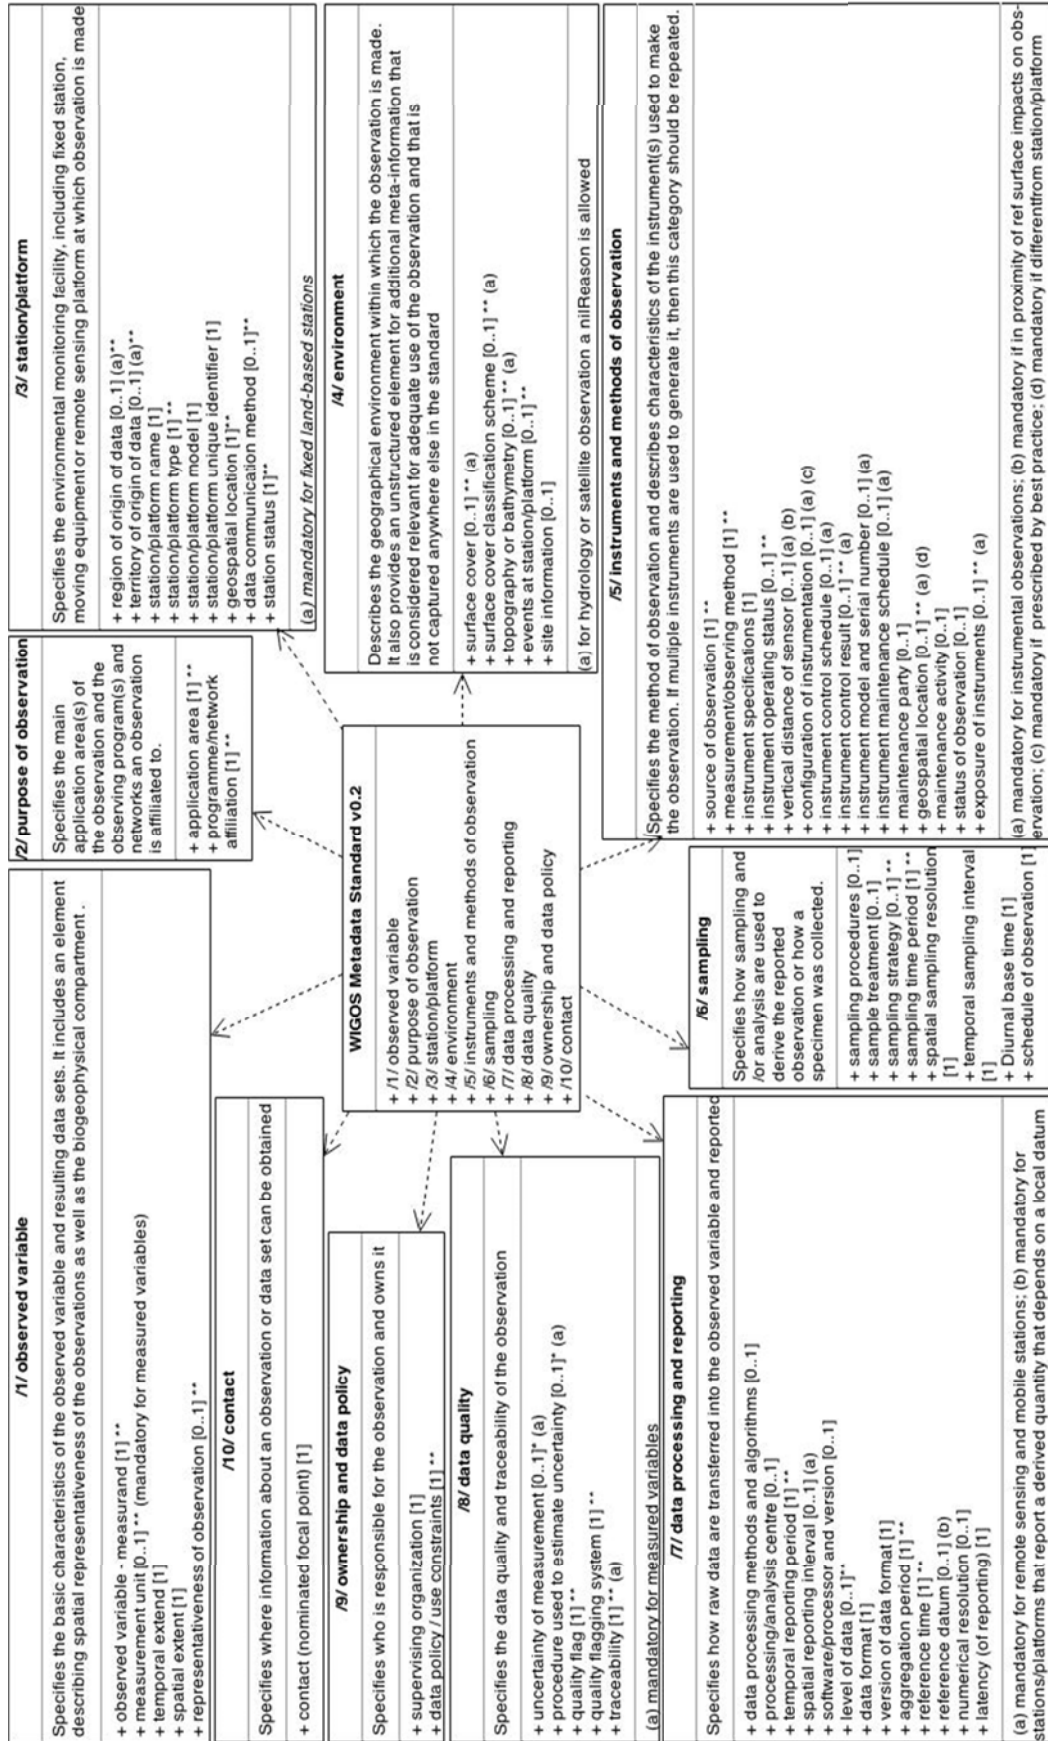 /1/ observed variable
Specifies the basic characteristics of the observed variable and resulting data sets. It includes an element
describing spatial representativeness of the observations as well as the biogeophysical compartment .
+ observed variable - measurand [1] **
+ measurement unit [0..1] ** (mandatory for measured variables)
+ temporal extend [1]
+ spatial extent [1]
+ representativeness of observation [0..1] **
/2/ purpose of observation
Specifies the main
application area(s) of
the observation and the
observing program(s) and
networks an observation
is affiliated to.
+ application area [1] **
+ programme/network
affiliation [1] **
/3/ station/platform
Specifies the environmental monitoring facility, including fixed station,
moving equipment or remote sensing platform at which observation is made
+ region of origin of data [0..1] (a)**
+ territory of origin of data [0..1] (a)**
+ station/platform name [1]
+ station/platform type [1] **
+ station/platform model [1]
+ station/platform unique identifier [1]
+ geospatial location [1]**
+ data communication method [0..1]**
+ station status [1]**
(a) mandatory for fixed land-based stations
/10/ contact
Specifies where information about an observation or data set can be obtained
+ contact (nominated focal point) [1]
WIGOS Metadata Standard v0.2
+ /1/ observed variable
+ /2/ purpose of observation
+ /3/ station/platform
+ /4/ environment
+ /5/ instruments and methods of observation
+ /6/ sampling
+ /7/ data processing and reporting
+ /8/ data quality
+ /9/ ownership and data policy
+ /10/ contact
/4/ environment
Describes the geographical environment within which the observation is made.
It also provides an unstructured element for additional meta-information that
is considered relevant for adequate use of the observation and that is
not captured anywhere else in the standard
+ surface cover [0..1] ** (a)
+ surface cover classification scheme [0..1] ** (a)
+ topography or bathymetry [0..1] ** (a)
+ events at station/platform [0..1] **
+ site information [0..1]
(a) for hydrology or satellite observation a nilReason is allowed
/9/ ownership and data policy
Specifies who is responsible for the observation and owns it
+ supervising organization [1]
+ data policy / use constraints [1] **
/8/ data quality
Specifies the data quality and traceability of the observation
+ uncertainty of measurement [0..1]* (a)
+ procedure used to estimate uncertainty [0..1]* (a)
+ quality flag [1]**
+ quality flagging system [1] **
+ traceability [1]** (a)
(a) mandatory for measured variables
/5/ instruments and methods of observation
Specifies the method of observation and describes characteristics of the instrument(s) used to make
the observation. If multiple instruments are used to generate it, then this category should be repeated.
+ source of observation [1] **
+ measurement/observing method [1] **
+ instrument specifications [1]
+ instrument operating status [0..1] **
+ vertical distance of sensor [0..1] (a) (b)
+ configuration of instrumentation [0..1] (a) (c)
+ instrument control schedule [0..1] (a)
+ instrument control result [0..1] ** (a)
+ instrument model and serial number [0..1] (a)
+ instrument maintenance schedule [0..1] (a)
+ maintenance party [0..1]
+ geospatial location [0..1] ** (a) (d)
+ maintenance activity [0..1]
+ status of observation [0..1]
+ exposure of instruments [0..1] ** (a)
(a) mandatory for instrumental observations; (b) mandatory if in proximity of ref surface impacts on obs-
ervation; (c) mandatory if prescribed by best practice; (d) mandatory if differentfrom station/platform
/6/ sampling
Specifies how sampling and
/or analysis are used to
derive the reported
observation or how a
specimen was collected.
+ sampling procedures [0..1]
+ sample treatment [0..1]
+ sampling strategy [0..1] **
+ sampling time period [1] **
+ spatial sampling resolution
[1]
+ temporal sampling interval
[1]
+ Diurnal base time [1]
+ schedule of observation [1]
/7/ data processing and reporting
Specifies how raw data are transferred into the observed variable and reported
+ data processing methods and algorithms [0..1]
+ processing/analysis centre [0..1]
+ temporal reporting period [1] **
+ spatial reporting interval [0..1] (a)
+ software/processor and version [0..1]
+ level of data [0..1]**
+ data format [1]
+ version of data format [1]
+ aggregation period [1] **
+ reference time [1]**
+ reference datum [0..1] (b)
+ numerical resolution [0..1]
+ latency (of reporting) [1]
(a) mandatory for remote sensing and mobile stations; (b) mandatory for
stations/platforms that report a derived quantity that depends on a local datum